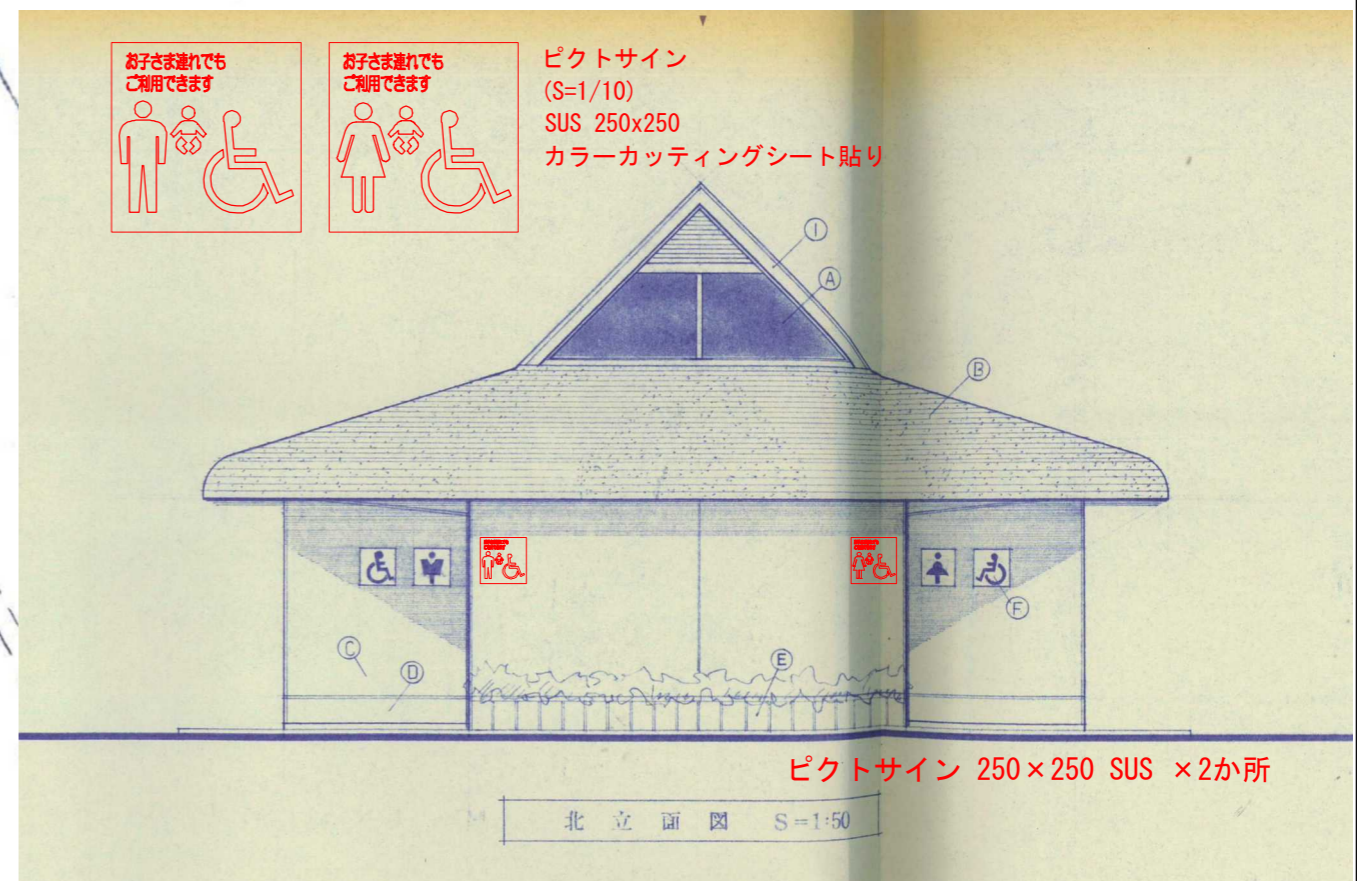 お子さま連れでも
ご利用できます
お子さま連れでも
ご利用できます
ピクトサイン
(S=1/10)
SUS 250x250
カラーカッティングシート貼り
I
A
B
F
C
D
E
ピクトサイン 250×250 SUS ×2か所
北立面図 S=1:50